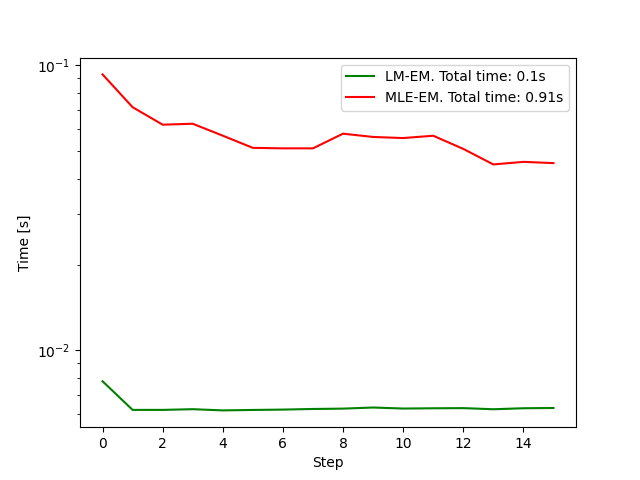 LM-EM. Total time: 0.1s
MLE-EM. Total time: 0.91s
10⁻¹
10⁻²
Time [s]
0 2 4 6 8 10 12 14
Step